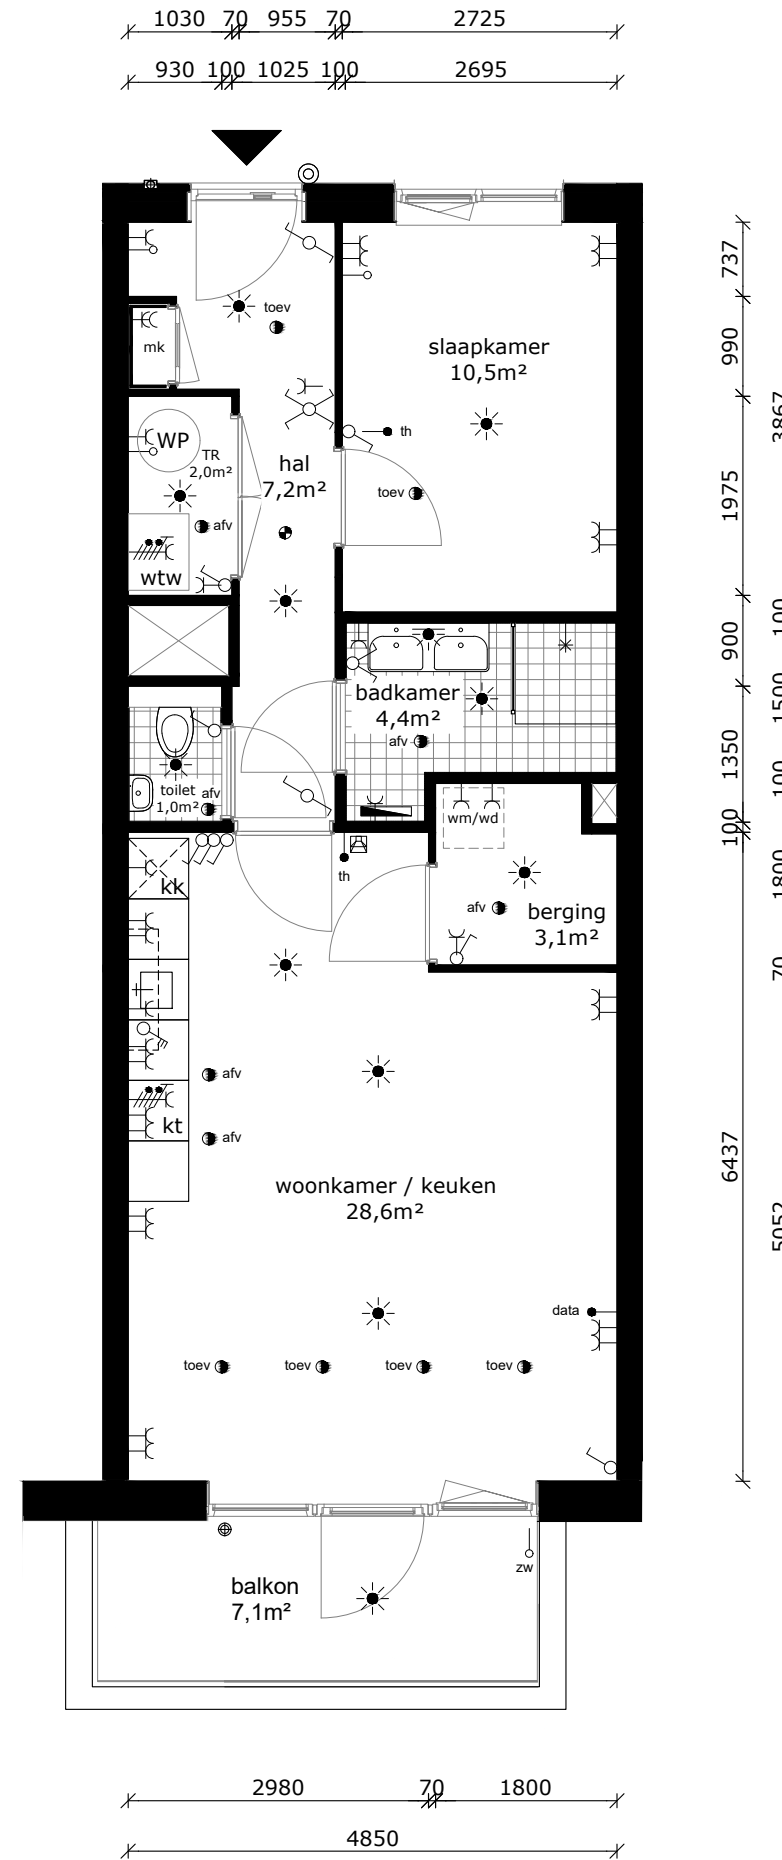 1030 70 955 70 2725
930 100 1025 100 2695
toev
mk
slaapkamer
10,5m²
737
990
3867
WP
TR
2,0m²
th
hal
7,2m²
toev
1975
afv
wtw
100
900
badkamer
4,4m²
afv
1500
toilet
1,0m²
afv
1350
100
100
wm/wd
th
kk
afv
berging
3,1m²
1800
70
afv
kt
afv
woonkamer / keuken
28,6m²
6437
5052
data
toev
toev
toev
toev
zw
balkon
7,1m²
2980 70 1800
4850